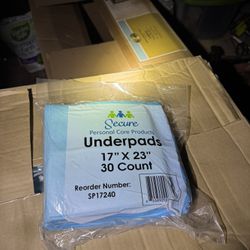 Secure
Personal Care Products
Underpads
17" X 23"
30 Count
Reorder Number:
SP17240